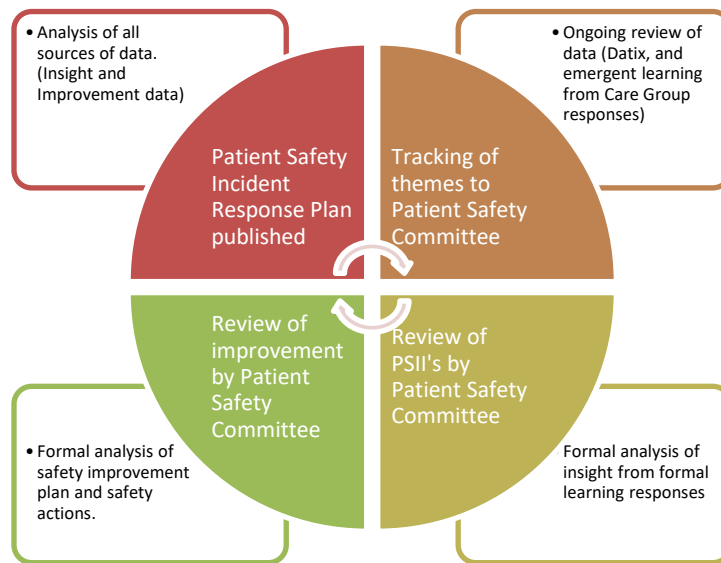 • Analysis of all
sources of data.
(Insight and
Improvement data)
• Ongoing review of
data (Datix, and
emergent learning
from Care Group
responses)
Patient Safety
Incident
Response Plan
published
Tracking of
themes to
Patient Safety
Committee
Review of
improvement
by Patient
Safety
Committee
Review of
PSII's by
Patient Safety
Committee
• Formal analysis of
safety improvement
plan and safety
actions.
Formal analysis of
insight from formal
learning responses